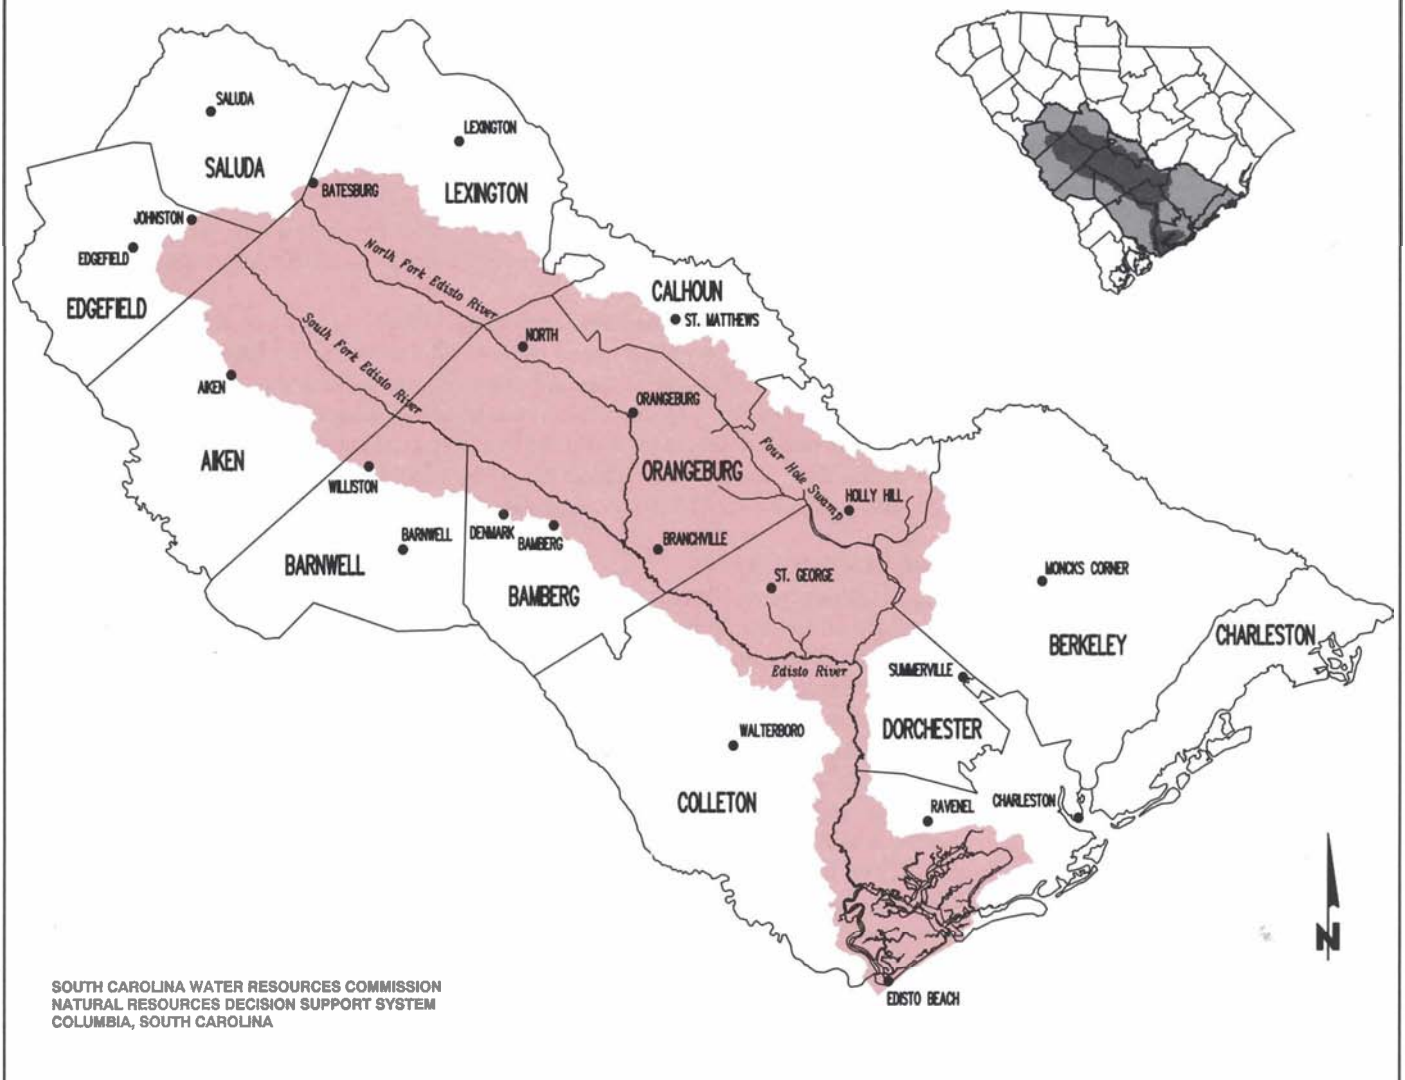 SALUDA
LEXINGTON
SALUDA
LEXINGTON
BATESBURG
JOHNSTON
EDGEFIELD
EDGEFIELD
North Fork Edisto River
CALHOUN
ST. MATTHEWS
South Fork Edisto River
NORTH
AIKEN
ORANGEBURG
AIKEN
ORANGEBURG
Four Hole Swamp
WILLISTON
HOLLY HILL
BARNWELL
DENMARK
BAMBERG
BRANCHVILLE
BARNWELL
ST. GEORGE
MONCKS CORNER
BAMBERG
BERKELEY
CHARLESTON
Edisto River
SUMMERVILLE
WALTERBORO
DORCHESTER
COLLETON
RAVENEL
CHARLESTON
N
SOUTH CAROLINA WATER RESOURCES COMMISSION
NATURAL RESOURCES DECISION SUPPORT SYSTEM
COLUMBIA, SOUTH CAROLINA
EDISTO BEACH